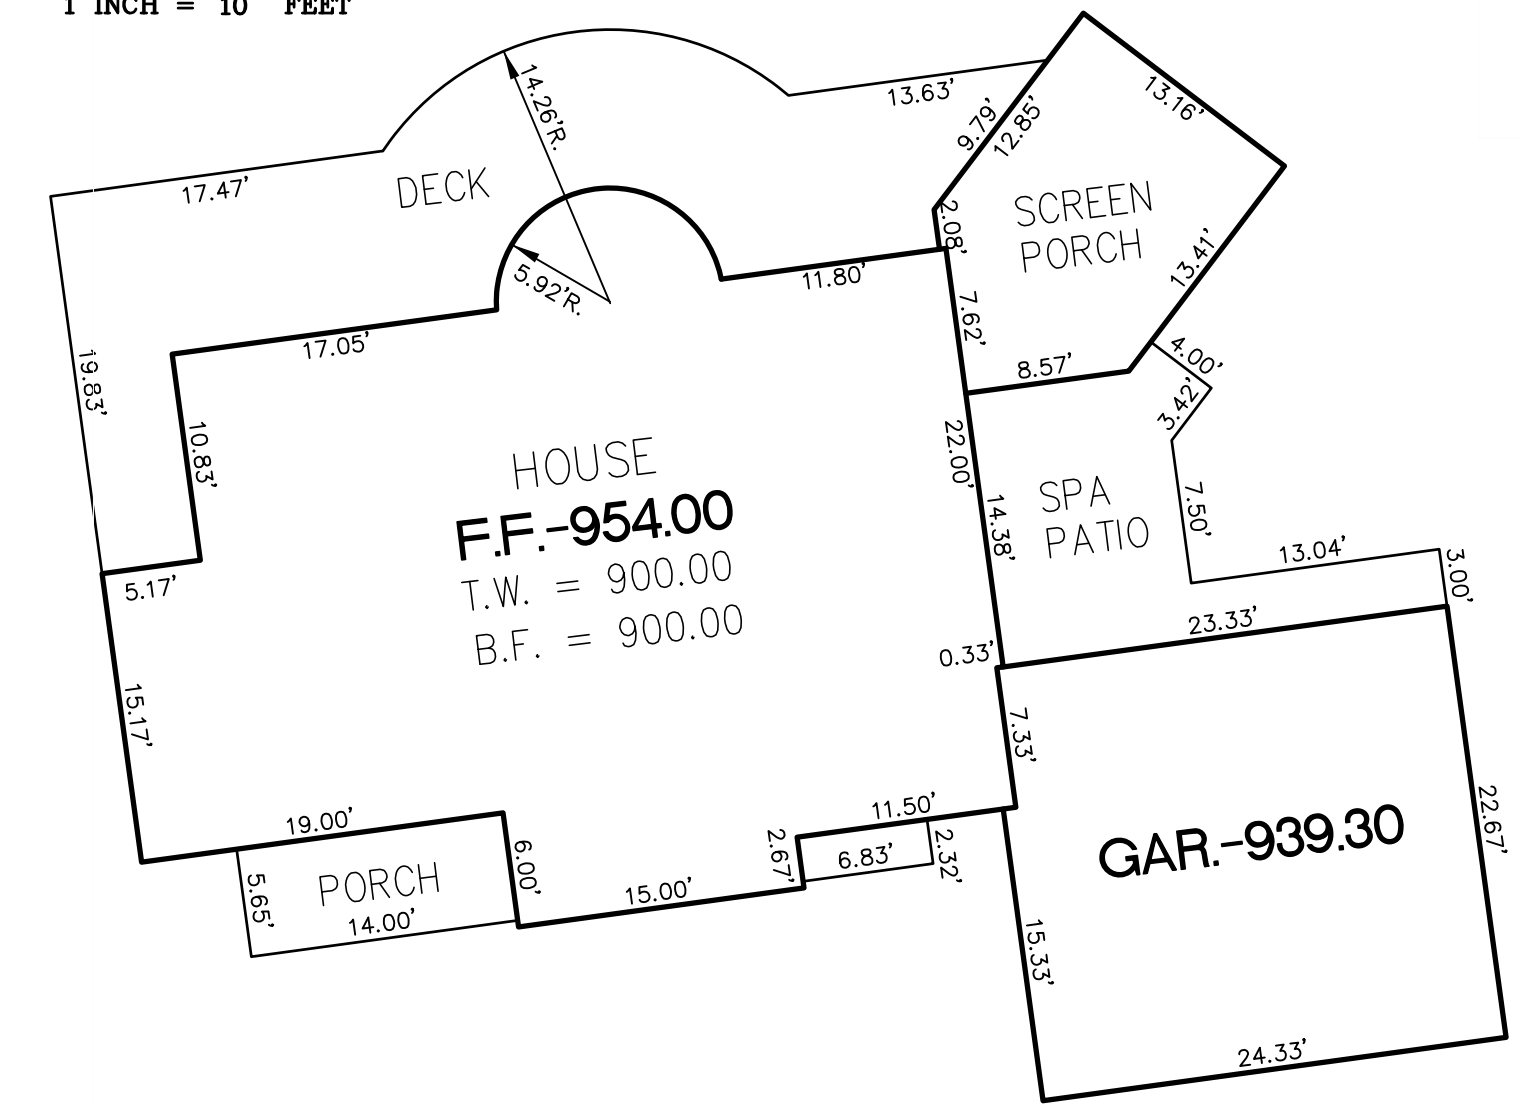 1 INCH = 10 FEET
14.26'R.
13.63'
13.16'
9.79'
12.85'
17.47'
DECK
SCREEN
PORCH
2.08'
13.41'
5.92'R.
11.80'
7.62'
17.05'
19.83'
8.57'
4.00'
3.42'
10.83'
22.00'
HOUSE
F.F.-954.00
T.W. = 900.00
B.F. = 900.00
SPA
PATIO
14.38'
7.50'
13.04'
3.00'
5.17'
23.33'
0.33'
15.17'
7.33'
19.00'
11.50'
GAR.-939.30
22.67'
2.67'
6.83'
2.32'
6.00'
PORCH
5.65'
14.00'
15.00'
15.33'
24.33'